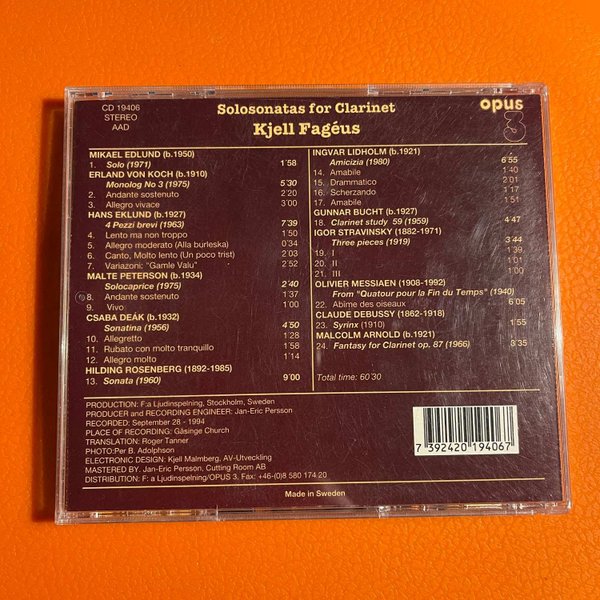 CD 19406
STEREO
AAD
Solosonatas for Clarinet
Kjell Fagéus
opus
3
MIKAEL EDLUND (b.1950)
1. Solo (1971) 1'58
ERLAND VON KOCH (b.1910)
Monolog No 3 (1975) 5'30
2. Andante sostenuto 2'20
3. Allegro vivace 3'00
HANS EKLUND (b.1927)
4 Pezzi brevi (1963) 7'39
4. Lento ma non troppo 1'50
5. Allegro moderato (Alla burleska) 0'34
6. Canto, Molto lento (Un poco trist) 2'03
7. Variazoni: "Gamle Valu" 2'52
MALTE PETERSON (b.1934)
Solocaprice (1975) 2'40
8. Andante sostenuto 1'37
9. Vivo 1'00
CSABA DEÁK (b.1932)
Sonatina (1956) 4'50
10. Allegretto 1'28
11. Rubato con molto tranquillo 1'58
12. Allegro molto 1'14
HILDING ROSENBERG (1892-1985)
13. Sonata (1960) 9'00
INGVAR LIDHOLM (b.1921)
Amicizia (1980) 6'55
14. Amabile 1'40
15. Drammatico 2'01
16. Scherzando 1'17
17. Amabile 1'51
GUNNAR BUCHT (b.1927)
18. Clarinet study 59 (1959) 4'47
IGOR STRAVINSKY (1882-1971)
Three pieces (1919) 3'44
19. I 1'39
20. II 1'01
21. III 1'00
OLIVIER MESSIAEN (1908-1992)
From "Quatour pour la Fin du Temps" (1940)
22. Abime des oiseaux 6'05
CLAUDE DEBUSSY (1862-1918)
23. Syrinx (1910) 1'55
MALCOLM ARNOLD (b.1921)
24. Fantasy for Clarinet op. 87 (1966) 3'35
Total time: 60'30
PRODUCTION: F:a Ljudinspelning, Stockholm, Sweden
PRODUCER and RECORDING ENGINEER: Jan-Eric Persson
RECORDED: September 28 - 1994
PLACE OF RECORDING: Gåsinge Church
TRANSLATION: Roger Tanner
PHOTO:Per B. Adolphson
ELECTRONIC DESIGN: Kjell Malmberg, AV-Utveckling
MASTERED BY: Jan-Eric Persson, Cutting Room AB
DISTRIBUTION: F: a Ljudinspelning/OPUS 3, Fax: +46-(0)8 580 174 20
7 392420 194067
Made in Sweden